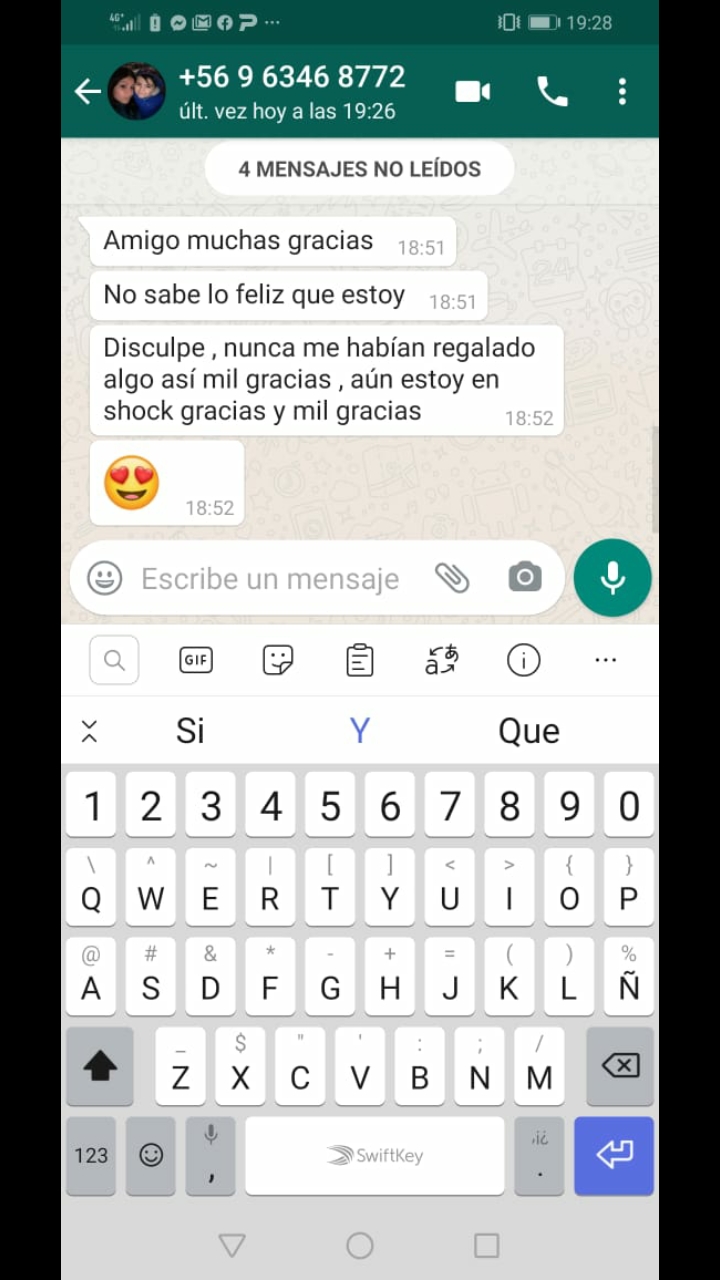 4G+ 19:28
+56 9 6346 8772
últ. vez hoy a las 19:26
4 MENSAJES NO LEÍDOS
Amigo muchas gracias 18:51
No sabe lo feliz que estoy 18:51
Disculpe , nunca me habían regalado
algo así mil gracias , aún estoy en
shock gracias y mil gracias 18:52
😍 18:52
Escribe un mensaje
GIF
Si Y Que
1 2 3 4 5 6 7 8 9 0
\ ^ ~ | [ ] < > { }
Q W E R T Y U I O P
@ # & * - + = ( ) %
A S D F G H J K L Ñ
_ $ " ' : ; /
Z X C V B N M
123 , SwiftKey .